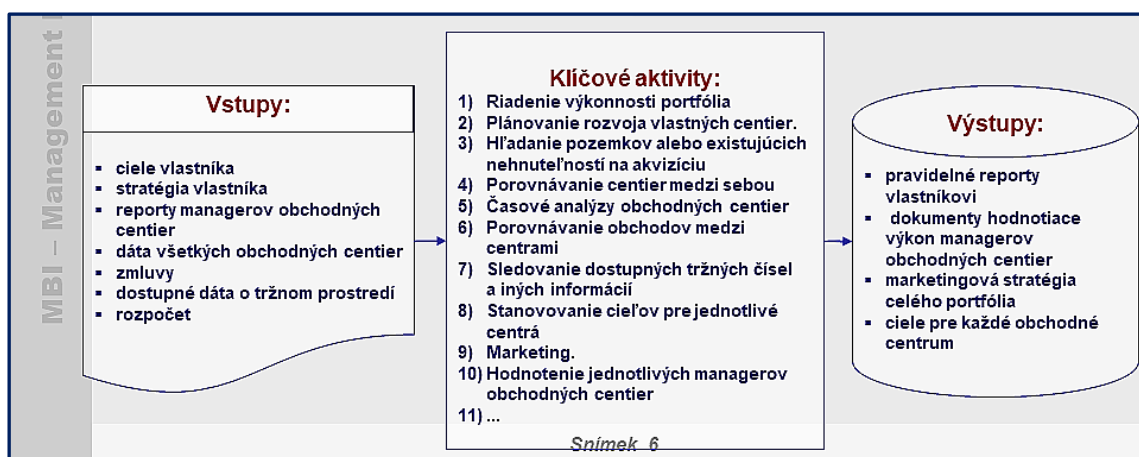 MBI – Management
Vstupy:
▪ ciele vlastníka
▪ stratégia vlastníka
▪ reporty managerov obchodných
centier
▪ dáta všetkých obchodných centier
▪ zmluvy
▪ dostupné dáta o tržnom prostredí
▪ rozpočet
Klíčové aktivity:
1) Riadenie výkonnosti portfólia
2) Plánovanie rozvoja vlastných centier.
3) Hľadanie pozemkov alebo existujúcich
nehnuteľností na akvizíciu
4) Porovnávanie centier medzi sebou
5) Časové analýzy obchodných centier
6) Porovnávanie obchodov medzi
centrami
7) Sledovanie dostupných tržných čísel
a iných informácií
8) Stanovovanie cieľov pre jednotlivé
centrá
9) Marketing.
10) Hodnotenie jednotlivých managerov
obchodných centier
11) ...
Výstupy:
▪ pravidelné reporty
vlastníkovi
▪ dokumenty hodnotiace
výkon managerov
obchodných centier
▪ marketingová stratégia
celého portfólia
▪ ciele pre každé obchodné
centrum
Snímek 6